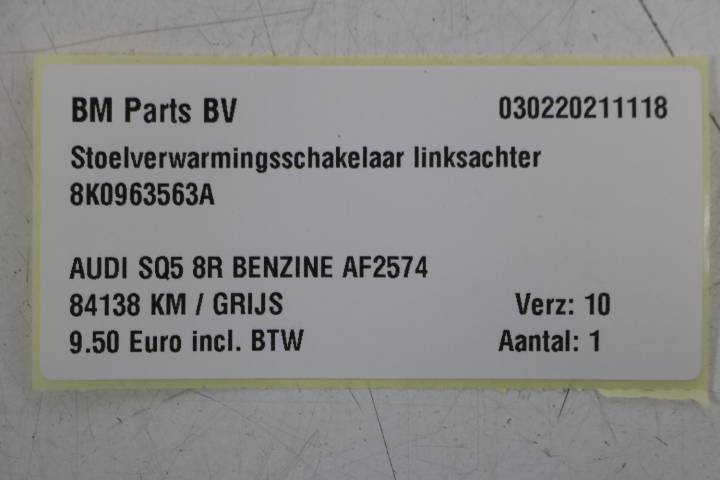 BM Parts BV 030220211118
Stoelverwarmingsschakelaar linksachter
8K0963563A
AUDI SQ5 8R BENZINE AF2574
84138 KM / GRIJS Verz: 10
9.50 Euro incl. BTW Aantal: 1